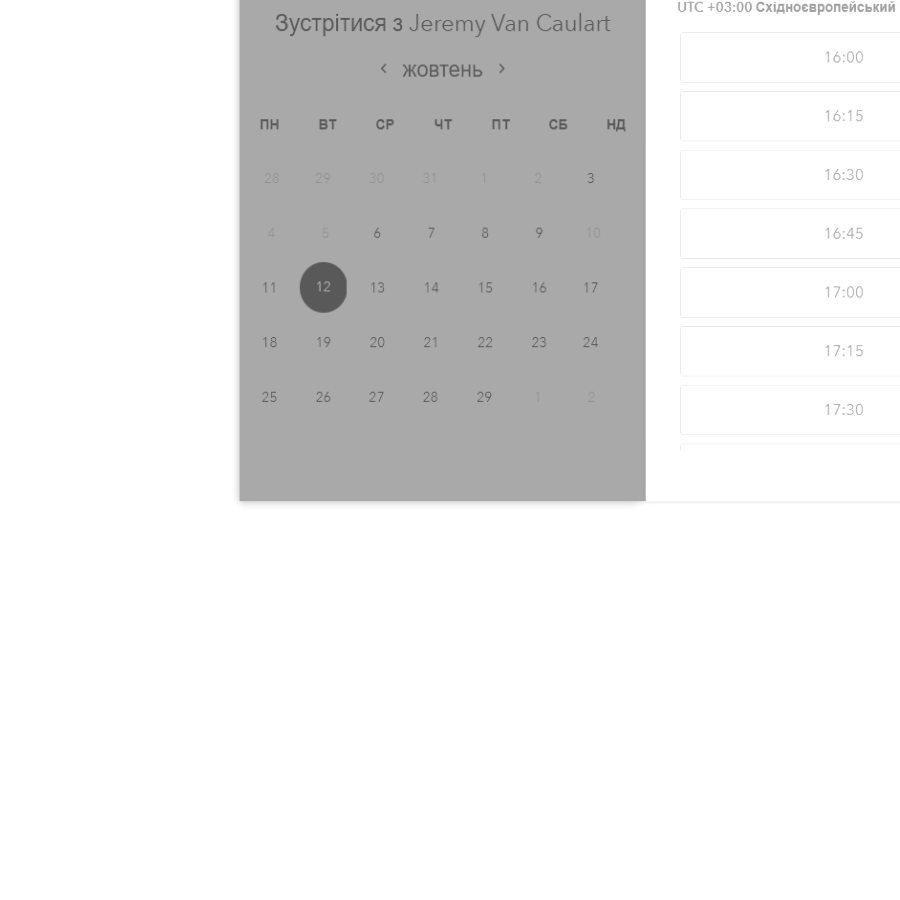 Зустрітися з Jeremy Van Caulart
‹ жовтень ›
ПН ВТ СР ЧТ ПТ СБ НД
28 29 30 31 1 2 3
4 5 6 7 8 9 10
11 12 13 14 15 16 17
18 19 20 21 22 23 24
25 26 27 28 29 1 2
UTC +03:00 Східноєвропейський
16:00
16:15
16:30
16:45
17:00
17:15
17:30